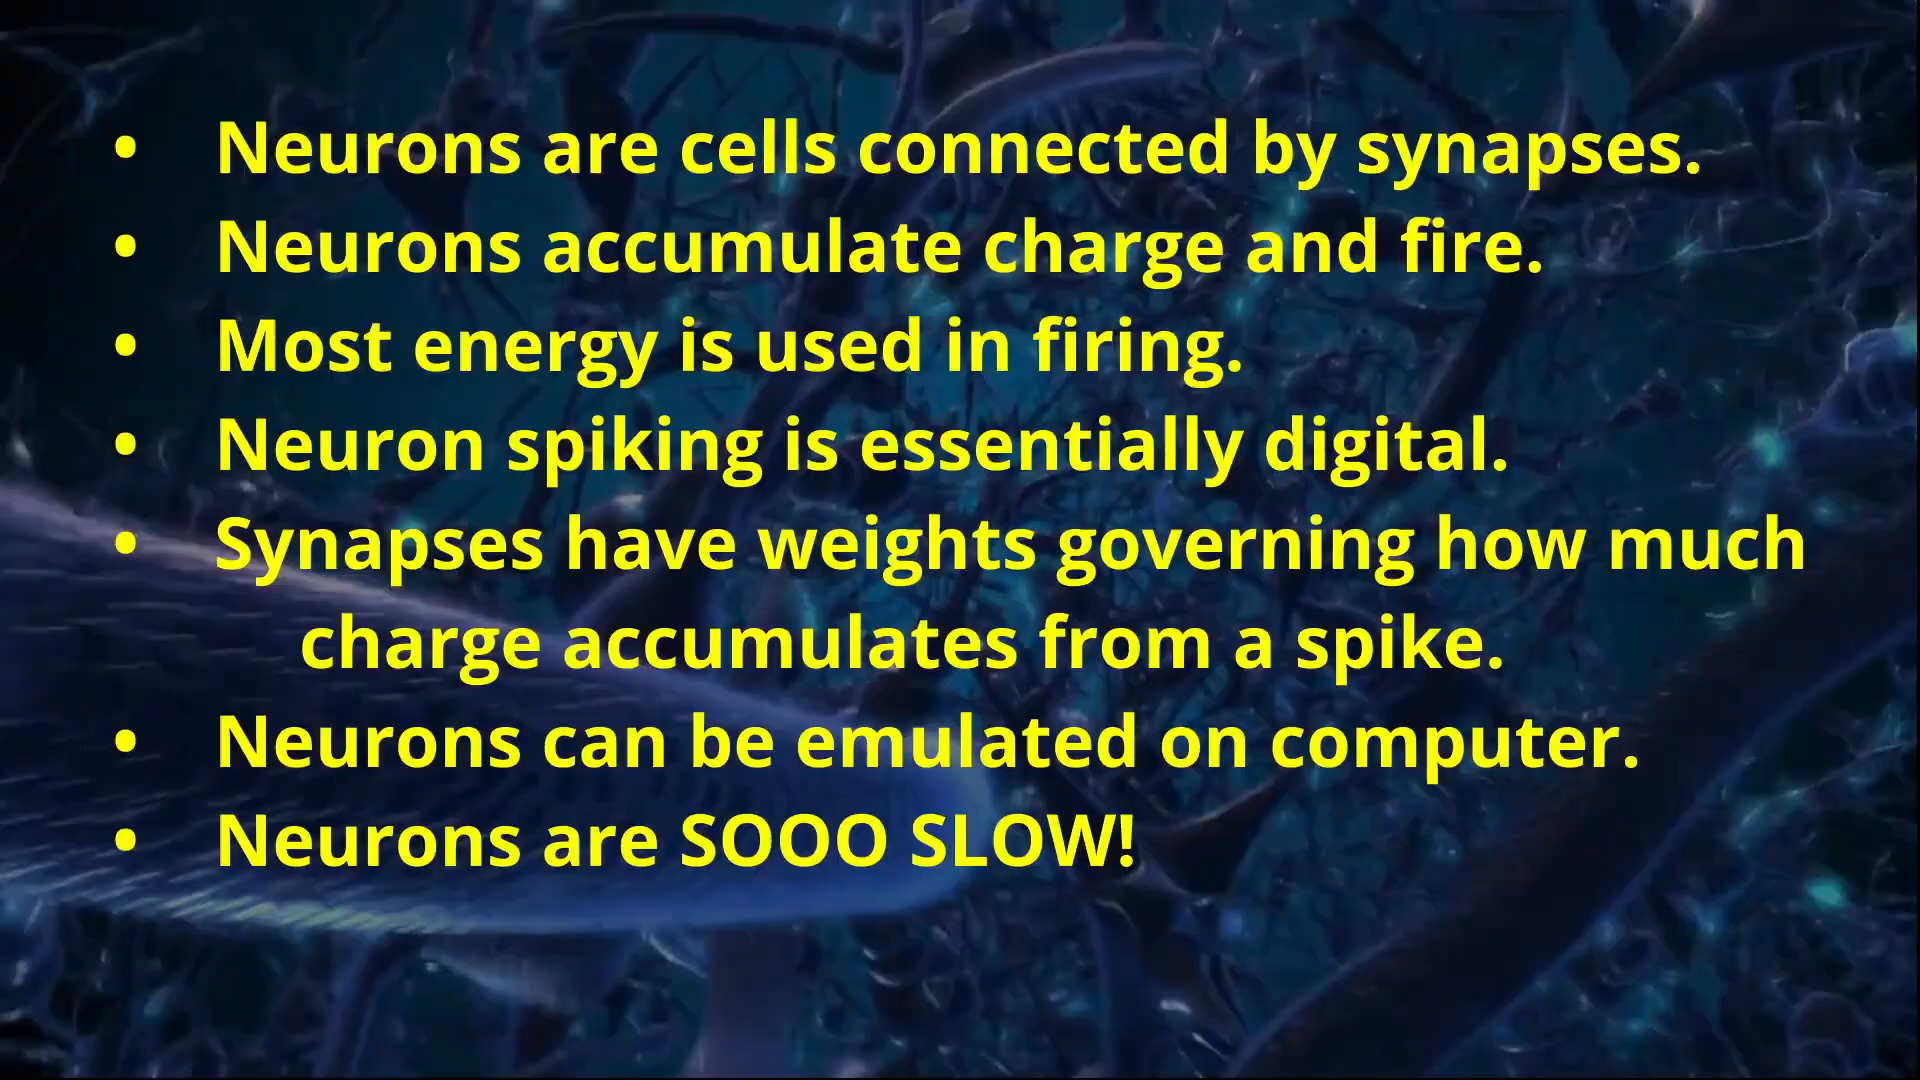 • Neurons are cells connected by synapses.
• Neurons accumulate charge and fire.
• Most energy is used in firing.
• Neuron spiking is essentially digital.
• Synapses have weights governing how much
charge accumulates from a spike.
• Neurons can be emulated on computer.
• Neurons are SOOO SLOW!